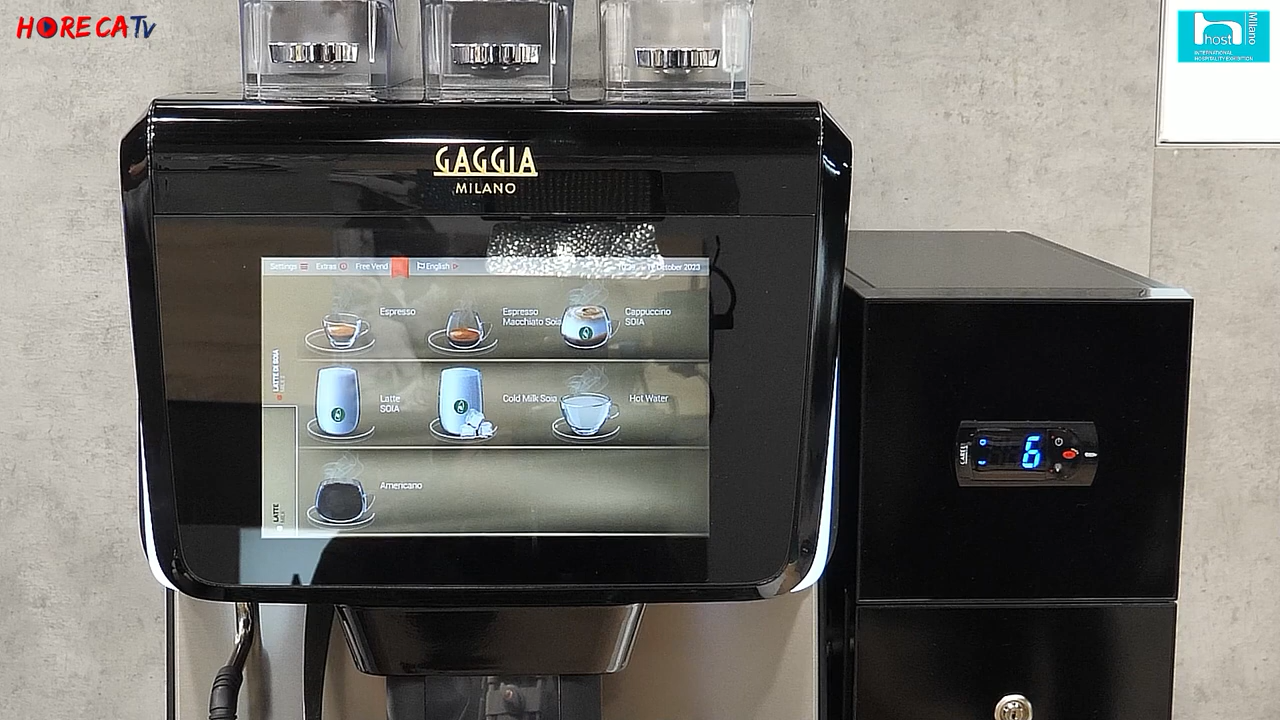 HORECATV
host
Milano
INTERNATIONAL
HOSPITALITY EXHIBITION
GAGGIA
MILANO
Settings
Extras
Free Vend
English
October 2023
Espresso
Espresso
Macchiato Soia
Cappuccino
SOIA
LATTE DI SOIA
Latte
SOIA
Cold Milk Soia
Hot Water
Americano
LATTE
CAREL
6